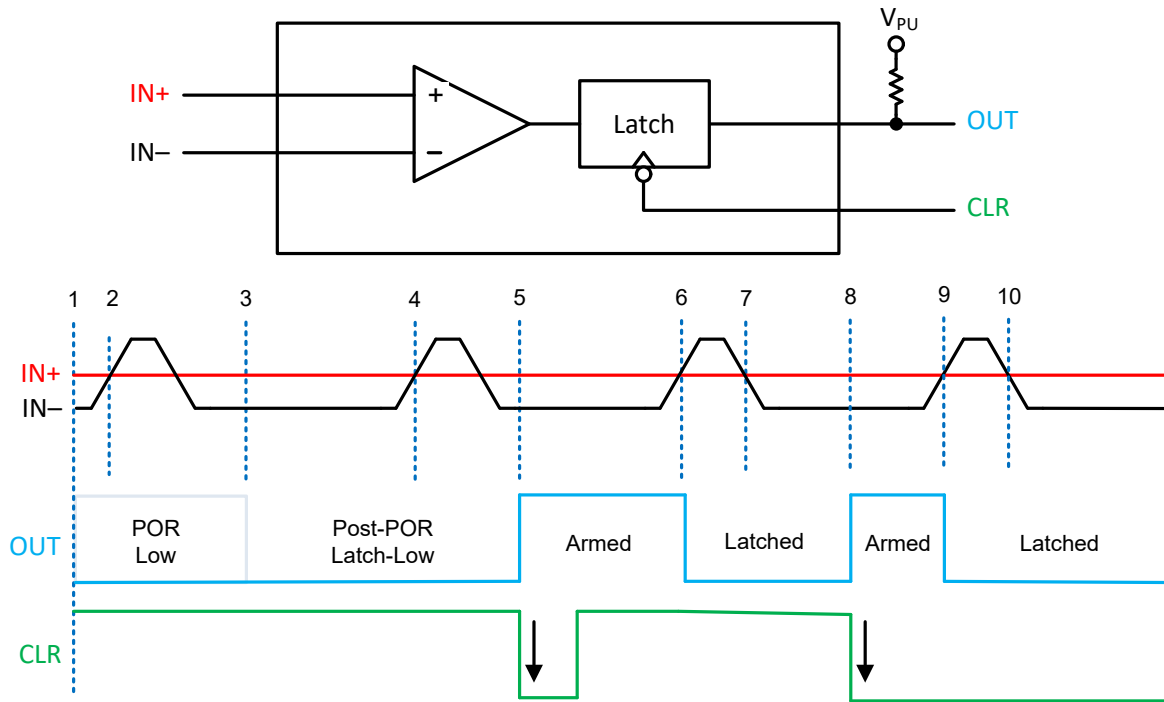 V_PU
IN+
+
Latch
OUT
IN–
–
CLR
1 2 3 4 5 6 7 8 9 10
IN+
IN–
POR
Low
Post-POR
Latch-Low
OUT
Armed
Latched
Armed
Latched
CLR